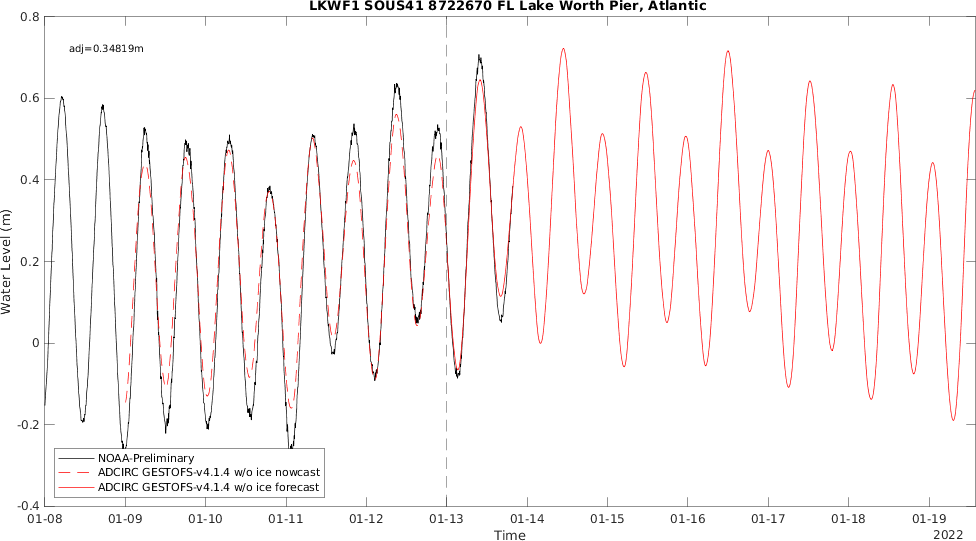 LKWF1 SOUS41 8722670 FL Lake Worth Pier, Atlantic
0.8
adj=0.34819m
0.6
0.4
0.2
0
-0.2
-0.4
Water Level (m)
NOAA-Preliminary
ADCIRC GESTOFS-v4.1.4 w/o ice nowcast
ADCIRC GESTOFS-v4.1.4 w/o ice forecast
01-08 01-09 01-10 01-11 01-12 01-13 01-14 01-15 01-16 01-17 01-18 01-19
Time
2022